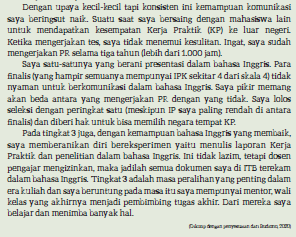 Dengan upaya kecil-kecil tapi konsisten ini kemampuan komunikasi
saya beringsut naik. Suatu saat saya bersaing dengan mahasiswa lain
untuk mendapatkan kesempatan Kerja Praktik (KP) ke luar negeri.
Ketika mengerjakan tes, saya tidak menemui kesulitan. Ingat, saya sudah
mengerjakan PR selama tiga tahun (lebih dari 1.000 jam).
Saya satu-satunya yang berani presentasi dalam bahasa Inggris. Para
finalis (yang hampir semuanya mempunyai IPK sekitar 4 dari skala 4) tidak
nyaman untuk berkomunikasi dalam bahasa Inggris. Saya pikir memang
akan beda antara yang mengerjakan PR dengan yang tidak. Saya lolos
seleksi dengan peringkat satu (meskipun IP saya paling rendah di antara
finalis) dan diberi hak untuk bisa memilih negara tempat KP.
Pada tingkat 3 juga, dengan kemampuan bahasa Inggris yang membaik,
saya memberanikan diri bereksperimen yaitu menulis laporan Kerja
Praktik dan penelitian dalam bahasa Inggris. Ini tidak lazim, tetapi dosen
pengajar mengizinkan, maka jadilah semua dokumen saya di ITB terekam
dalam bahasa Inggris. Tingkat 3 adalah masa peralihan yang penting dalam
era kuliah dan saya beruntung pada masa itu saya mempunyai mentor, wali
kelas yang akhirnya menjadi pembimbing tugas akhir. Dari mereka saya
belajar dan menimba banyak hal.
(Dikutip dengan penyesuaian dari 2020)